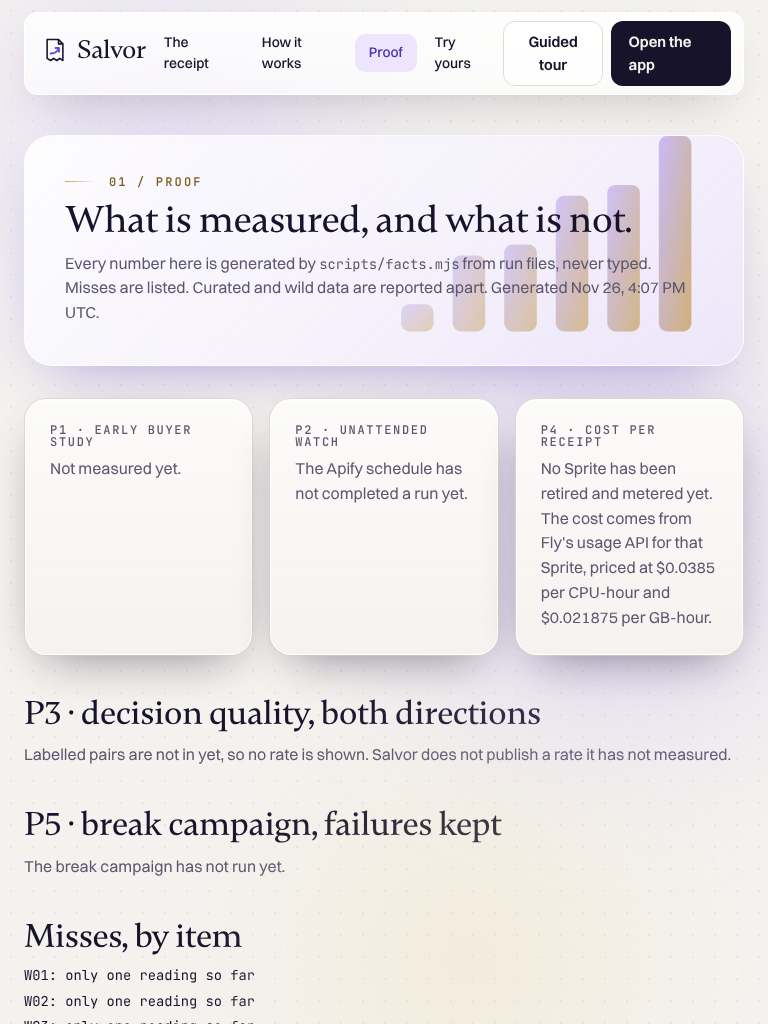 Salvor
The receipt
How it works
Proof
Try yours
Guided tour
Open the app
01 / PROOF
What is measured, and what is not.
Every number here is generated by scripts/facts.mjs from run files, never typed.
Misses are listed. Curated and wild data are reported apart. Generated Nov 26, 4:07 PM
UTC.
P1 · EARLY BUYER
STUDY
Not measured yet.
P2 · UNATTENDED
WATCH
The Apify schedule has
not completed a run yet.
P4 · COST PER
RECEIPT
No Sprite has been
retired and metered yet.
The cost comes from
Fly's usage API for that
Sprite, priced at $0.0385
per CPU-hour and
$0.021875 per GB-hour.
P3 · decision quality, both directions
Labelled pairs are not in yet, so no rate is shown. Salvor does not publish a rate it has not measured.
P5 · break campaign, failures kept
The break campaign has not run yet.
Misses, by item
W01: only one reading so far
W02: only one reading so far
W03: only one reading so far